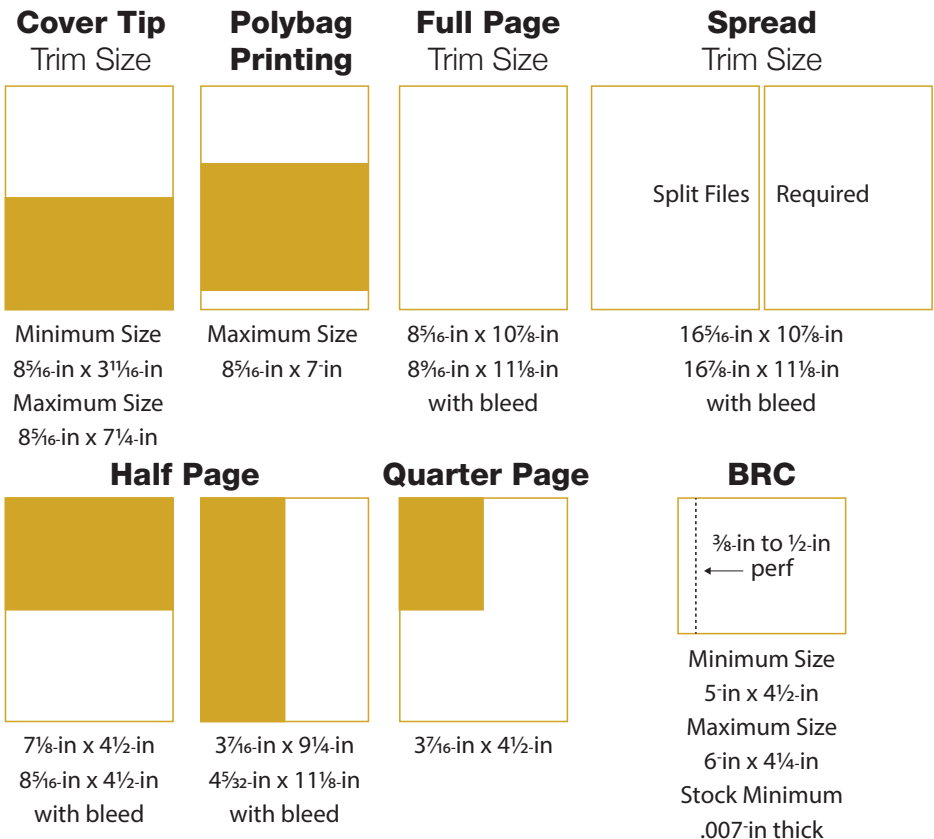 Cover Tip
Trim Size
Polybag
Printing
Full Page
Trim Size
Spread
Trim Size
Split Files
Required
Minimum Size
8⁵⁄₁₆-in x 3¹¹⁄₁₆-in
Maximum Size
8⁵⁄₁₆-in x 7¼-in
Maximum Size
8⁵⁄₁₆-in x 7-in
8⁵⁄₁₆-in x 10⅞-in
8⁹⁄₁₆-in x 11⅛-in
with bleed
16⁵⁄₁₆-in x 10⅞-in
16⅞-in x 11⅛-in
with bleed
Half Page
7⅛-in x 4½-in
8⁵⁄₁₆-in x 4½-in
with bleed
3⁷⁄₁₆-in x 9¼-in
4⁵⁄₃₂-in x 11⅛-in
with bleed
Quarter Page
3⁷⁄₁₆-in x 4½-in
BRC
⅜-in to ½-in
perf
Minimum Size
5-in x 4½-in
Maximum Size
6-in x 4¼-in
Stock Minimum
.007-in thick